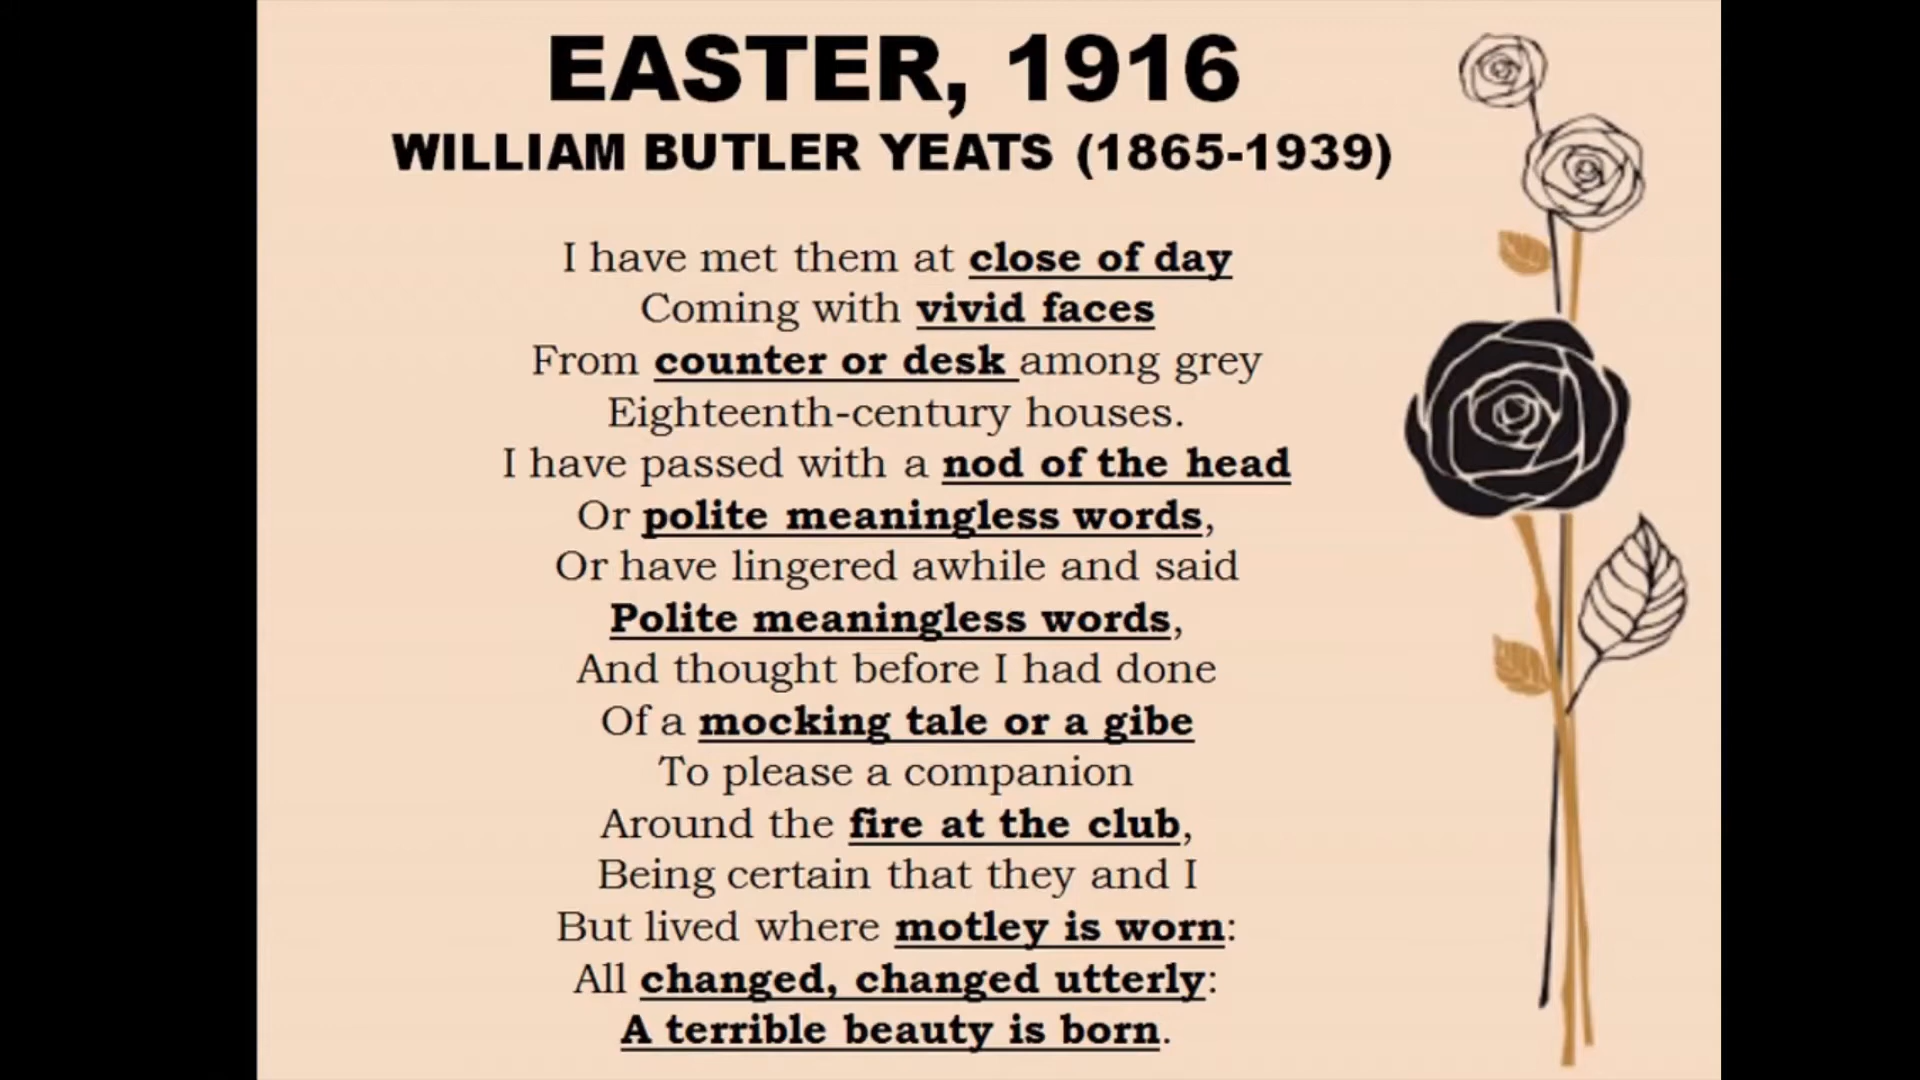 EASTER, 1916
WILLIAM BUTLER YEATS (1865-1939)
I have met them at close of day
Coming with vivid faces
From counter or desk among grey
Eighteenth-century houses.
I have passed with a nod of the head
Or polite meaningless words,
Or have lingered awhile and said
Polite meaningless words,
And thought before I had done
Of a mocking tale or a gibe
To please a companion
Around the fire at the club,
Being certain that they and I
But lived where motley is worn:
All changed, changed utterly:
A terrible beauty is born.